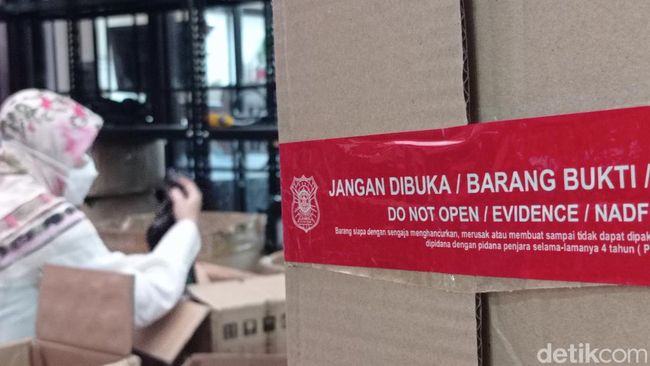 JANGAN DIBUKA / BARANG BUKTI /
DO NOT OPEN / EVIDENCE / NADF
Barang siapa dengan sengaja menghancurkan, merusak atau membuat sampai tidak dapat dipak
dipidana dengan pidana penjara selama-lamanya 4 tahun ( P
detikcom